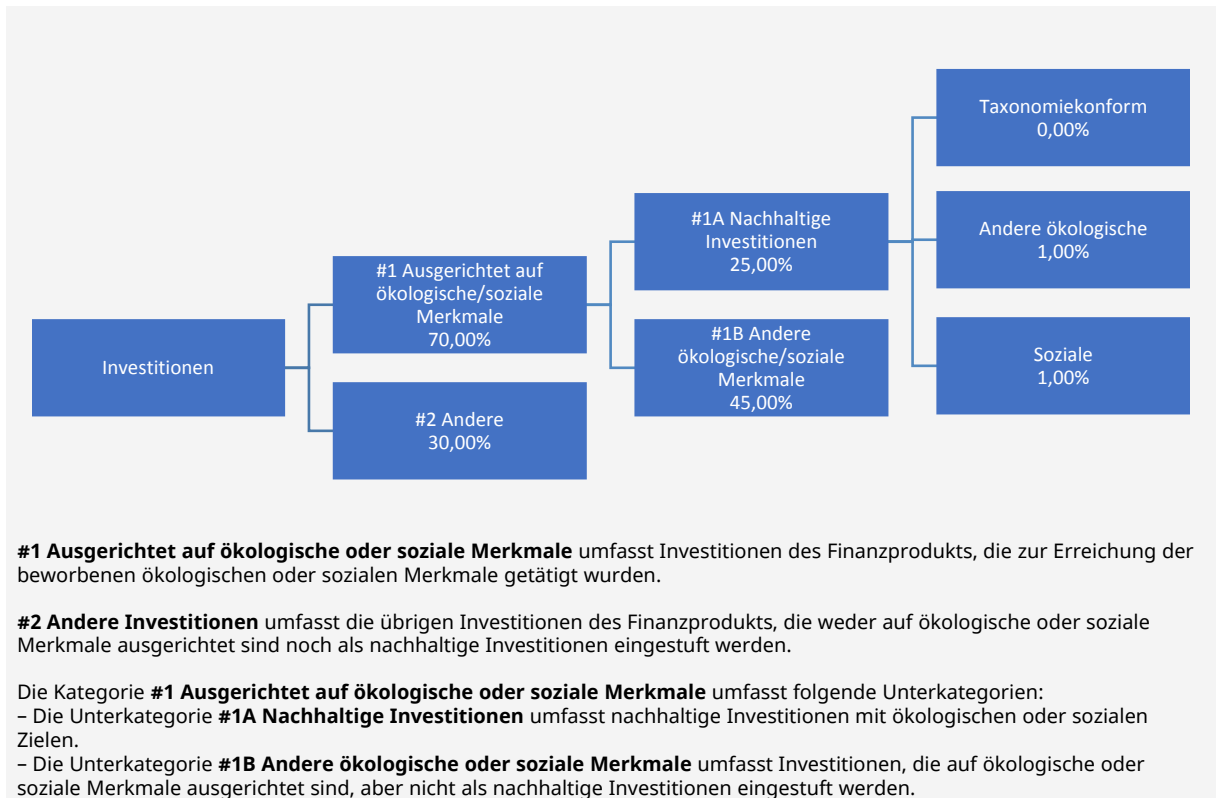 Investitionen
#1 Ausgerichtet auf
ökologische/soziale
Merkmale
70,00%
#2 Andere
30,00%
#1A Nachhaltige
Investitionen
25,00%
#1B Andere
ökologische/soziale
Merkmale
45,00%
Taxonomiekonform
0,00%
Andere ökologische
1,00%
Soziale
1,00%
#1 Ausgerichtet auf ökologische oder soziale Merkmale umfasst Investitionen des Finanzprodukts, die zur Erreichung der
beworbenen ökologischen oder sozialen Merkmale getätigt wurden.
#2 Andere Investitionen umfasst die übrigen Investitionen des Finanzprodukts, die weder auf ökologische oder soziale
Merkmale ausgerichtet sind noch als nachhaltige Investitionen eingestuft werden.
Die Kategorie #1 Ausgerichtet auf ökologische oder soziale Merkmale umfasst folgende Unterkategorien:
– Die Unterkategorie #1A Nachhaltige Investitionen umfasst nachhaltige Investitionen mit ökologischen oder sozialen
Zielen.
– Die Unterkategorie #1B Andere ökologische oder soziale Merkmale umfasst Investitionen, die auf ökologische oder
soziale Merkmale ausgerichtet sind, aber nicht als nachhaltige Investitionen eingestuft werden.